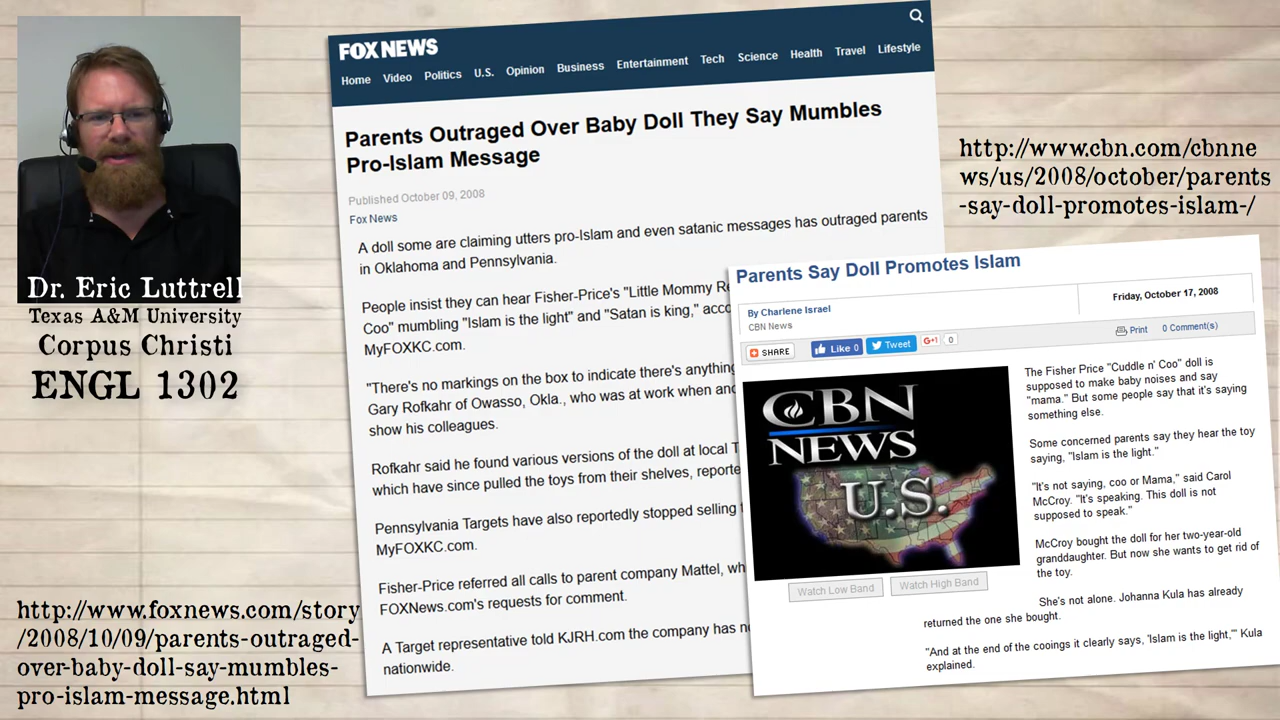 Dr. Eric Luttrell
Texas A&M University
Corpus Christi
ENGL 1302
FOX NEWS
Home Video Politics U.S. Opinion Business Entertainment Tech Science Health Travel Lifestyle
Parents Outraged Over Baby Doll They Say Mumbles
Pro-Islam Message
Published October 09, 2008
Fox News
A doll some are claiming utters pro-Islam and even satanic messages has outraged parents
in Oklahoma and Pennsylvania.
People insist they can hear Fisher-Price's "Little Mommy Re
Coo" mumbling "Islam is the light" and "Satan is king," acco
MyFOXKC.com.
"There's no markings on the box to indicate there's anything
Gary Rofkahr of Owasso, Okla., who was at work when and
show his colleagues.
Rofkahr said he found various versions of the doll at local T
which have since pulled the toys from their shelves, reporte
Pennsylvania Targets have also reportedly stopped selling t
MyFOXKC.com.
Fisher-Price referred all calls to parent company Mattel, wh
FOXNews.com's requests for comment.
A Target representative told KJRH.com the company has no
nationwide.
http://www.foxnews.com/story
/2008/10/09/parents-outraged-
over-baby-doll-say-mumbles-
pro-islam-message.html
http://www.cbn.com/cbnne
ws/us/2008/october/parents
-say-doll-promotes-islam-/
Parents Say Doll Promotes Islam
By Charlene Israel
CBN News
Friday, October 17, 2008
SHARE Like 0 Tweet G+1 0
Print 0 Comment(s)
CBN
NEWS
U.S.
Watch Low Band Watch High Band
The Fisher Price "Cuddle n' Coo" doll is
supposed to make baby noises and say
"mama." But some people say that it's saying
something else.
Some concerned parents say they hear the toy
saying, "Islam is the light."
"It's not saying, coo or Mama," said Carol
McCroy. "It's speaking. This doll is not
supposed to speak."
McCroy bought the doll for her two-year-old
granddaughter. But now she wants to get rid of
the toy.
She's not alone. Johanna Kula has already
returned the one she bought.
"And at the end of the cooings it clearly says, 'Islam is the light,'" Kula
explained.